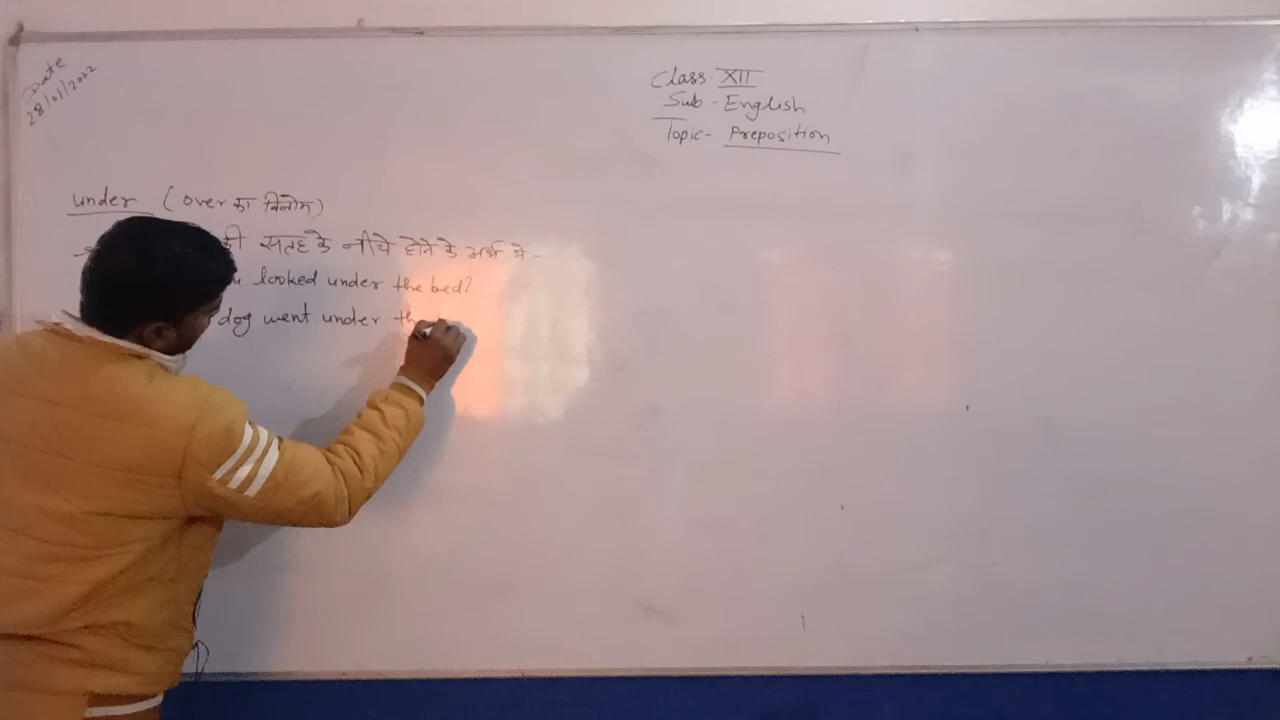 Date
28/01/2022
Class - XII
Sub - English
Topic - Preposition
under (over का विलोम)
की सतह के नीचे होने के अर्थ में -
looked under the bed?
dog went under the